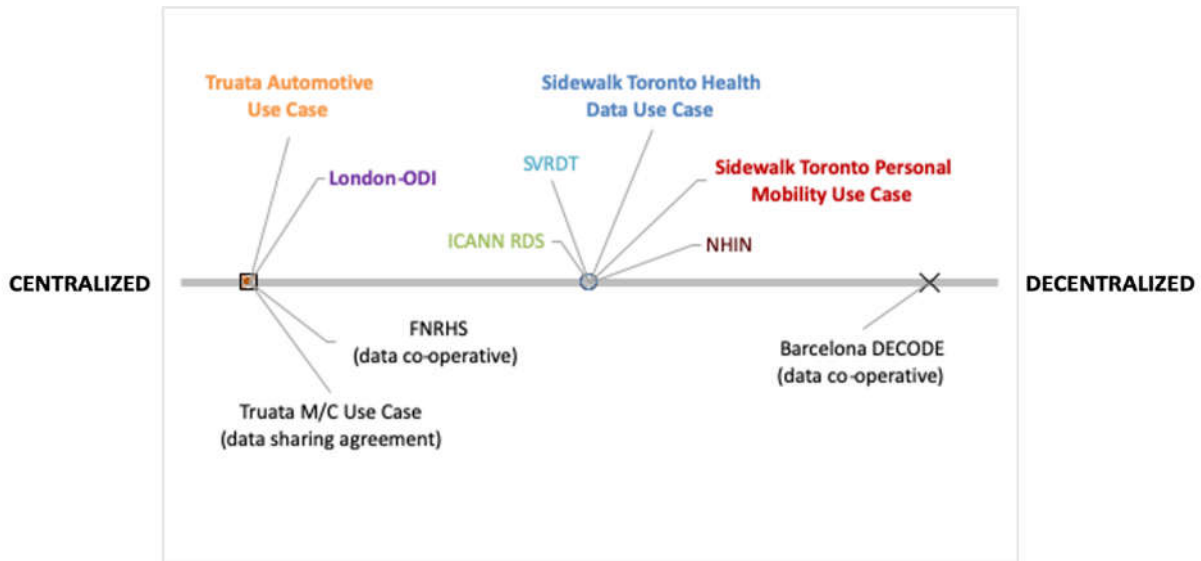 Truata Automotive
Use Case
Sidewalk Toronto Health
Data Use Case
SVRDT
London-ODI
Sidewalk Toronto Personal
Mobility Use Case
ICANN RDS
NHIN
CENTRALIZED
DECENTRALIZED
FNRHS
(data co-operative)
Barcelona DECODE
(data co-operative)
Truata M/C Use Case
(data sharing agreement)